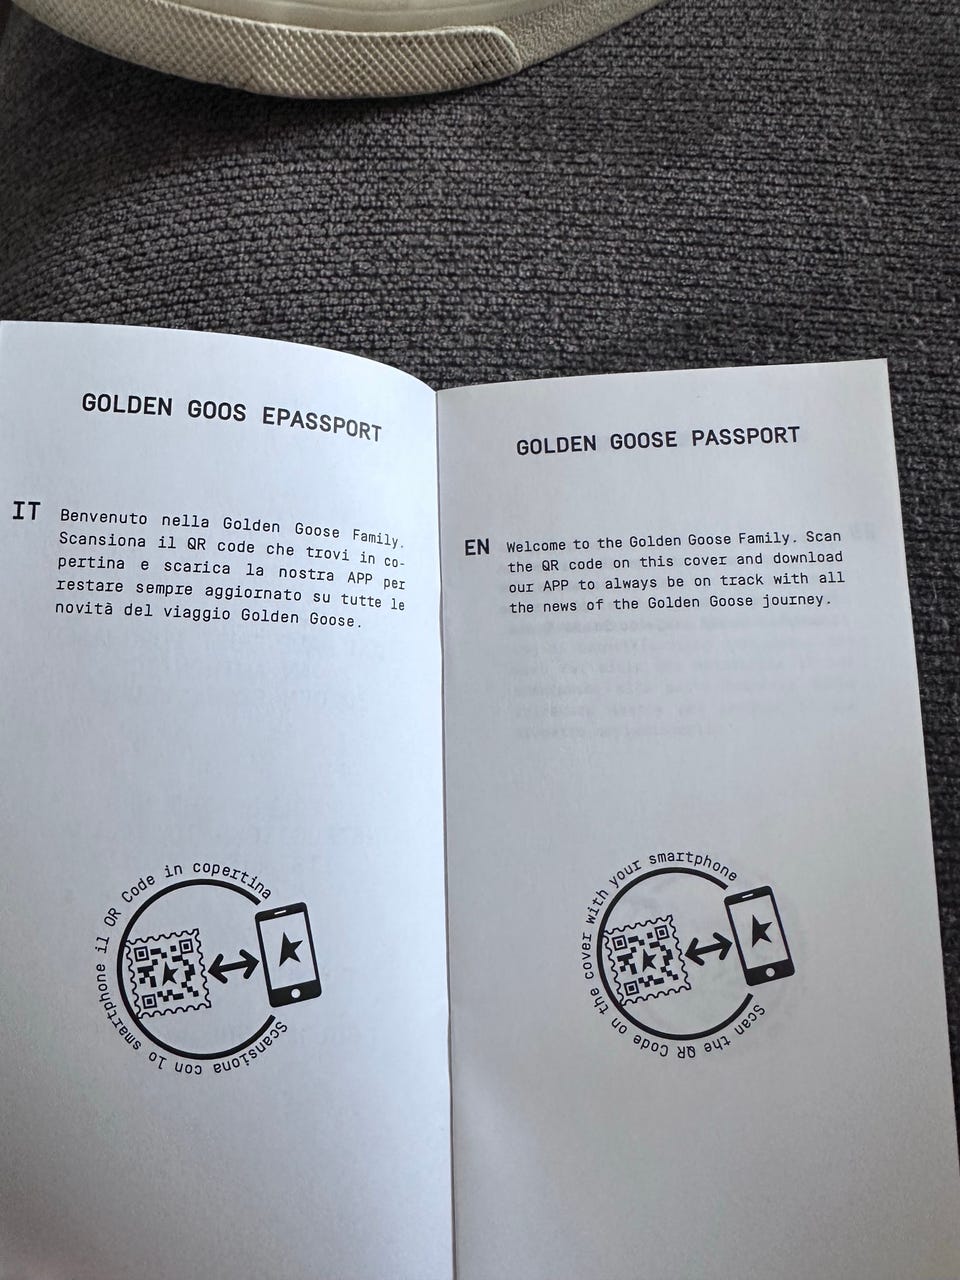 GOLDEN GOOS EPASSPORT
IT
Benvenuto nella Golden Goose Family.
Scansiona il QR code che trovi in co-
pertina e scarica la nostra APP per
restare sempre aggiornato su tutte le
novità del viaggio Golden Goose.
Scansiona con lo smartphone il QR Code in copertina
GOLDEN GOOSE PASSPORT
EN
Welcome to the Golden Goose Family. Scan
the QR code on this cover and download
our APP to always be on track with all
the news of the Golden Goose journey.
Scan the QR Code on the cover with your smartphone